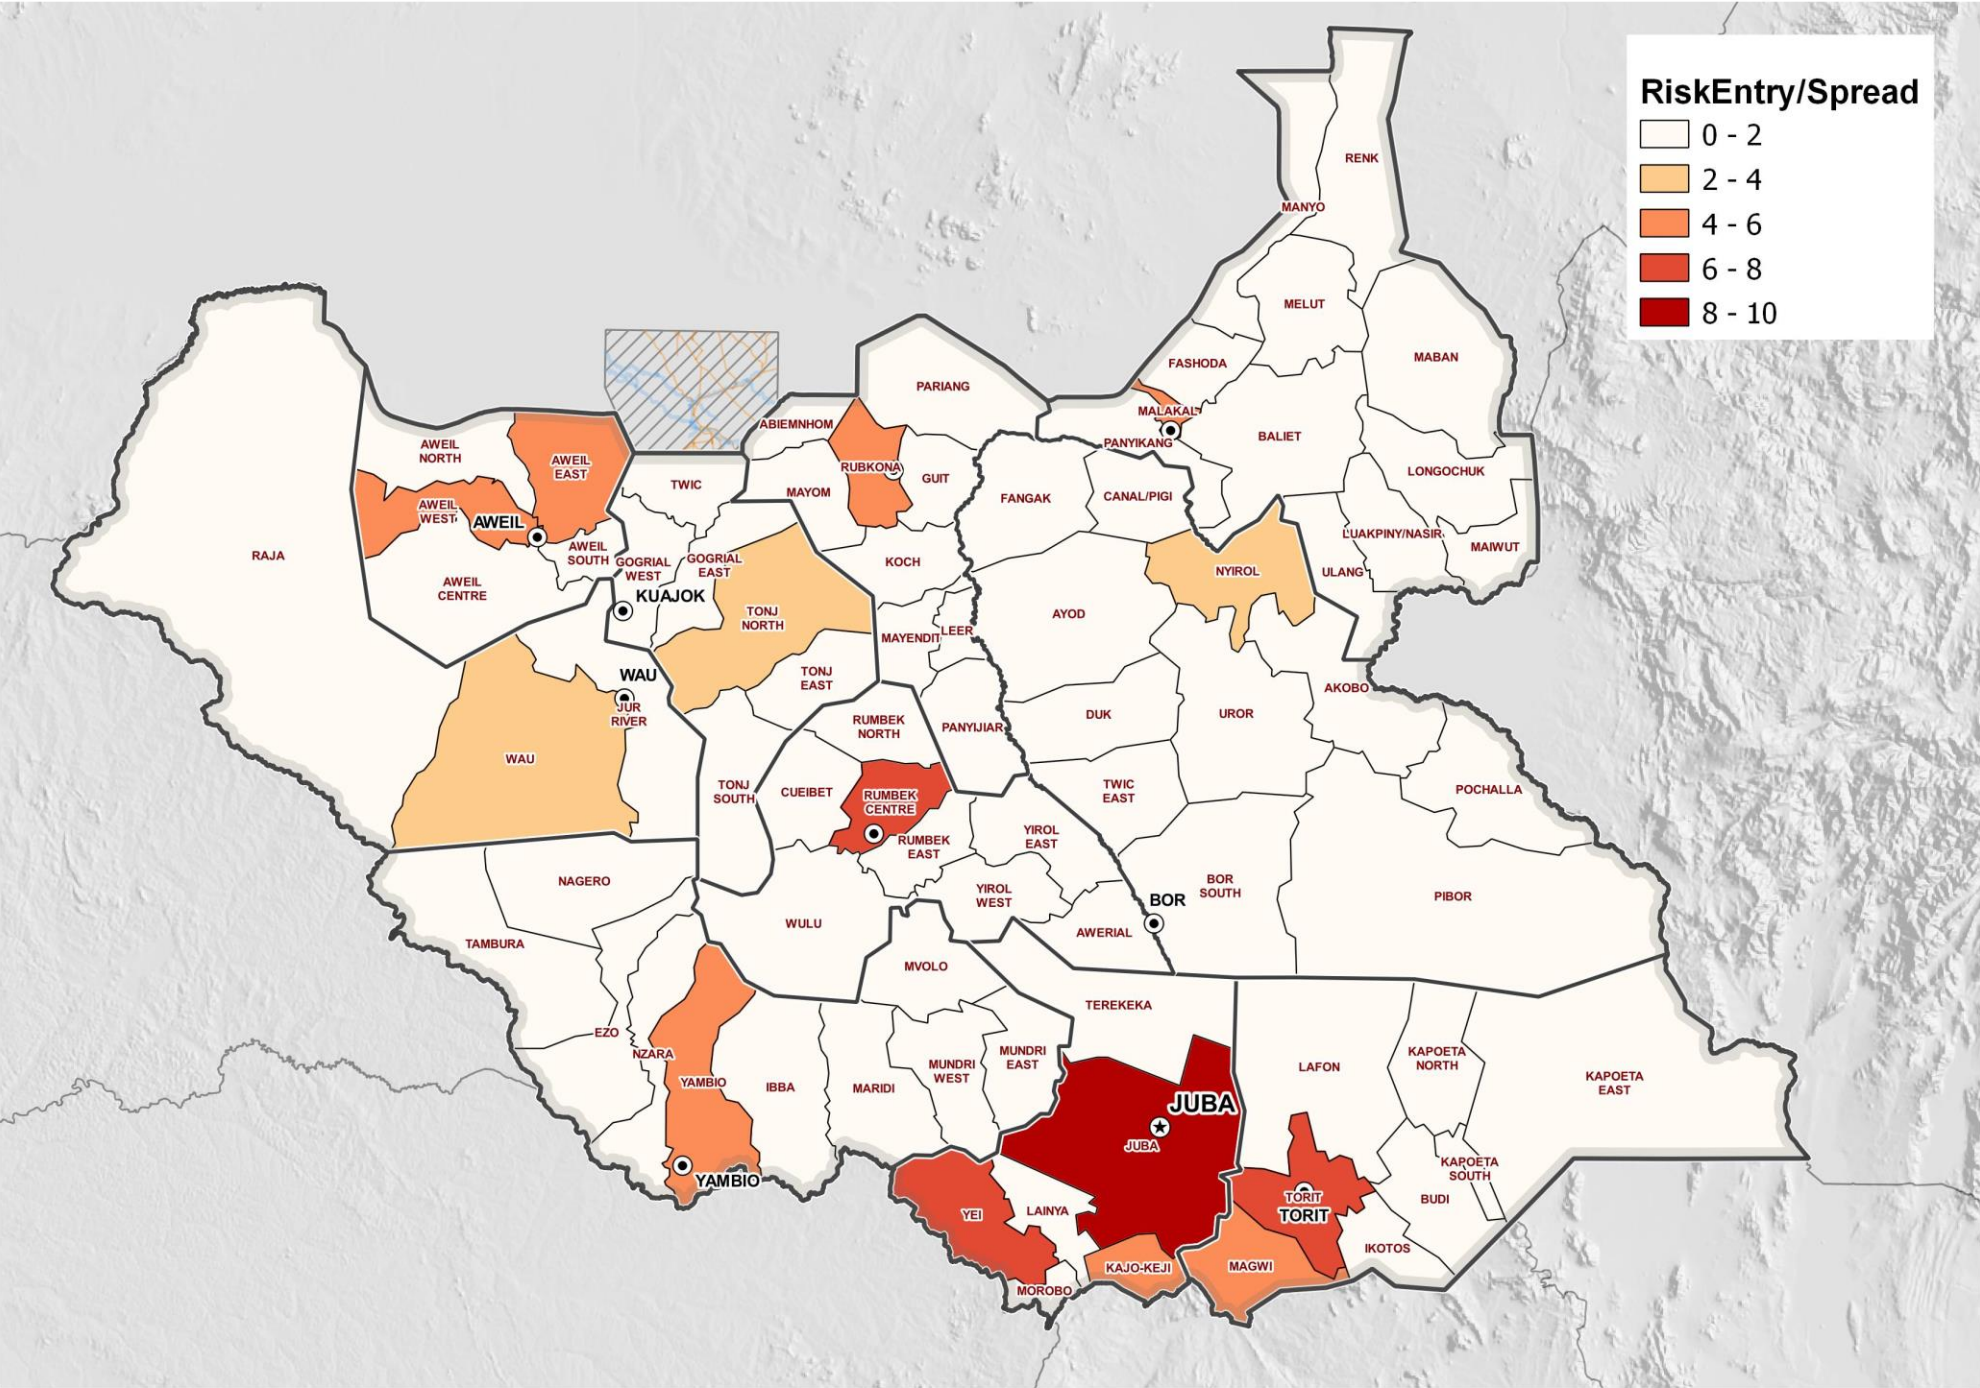 RiskEntry/Spread
0 - 2
2 - 4
4 - 6
6 - 8
8 - 10
RENK
MANYO
MELUT
MABAN
FASHODA
PARIANG
MALAKAL
ABIEMNHOM
BALIET
PANYIKANG
AWEIL
NORTH
AWEIL
EAST
RUBKONA
LONGOCHUK
GUIT
TWIC
MAYOM
FANGAK
CANAL/PIGI
AWEIL
WEST
AWEIL
LUAKPINY/NASIR
MAIWUT
RAJA
AWEIL
SOUTH
GOGRIAL
WEST
GOGRIAL
EAST
KOCH
NYIROL
ULANG
AWEIL
CENTRE
KUAJOK
TONJ
NORTH
AYOD
MAYENDIT
LEER
WAU
TONJ
EAST
AKOBO
JUR
RIVER
RUMBEK
NORTH
PANYIJIAR
DUK
UROR
WAU
TONJ
SOUTH
CUEIBET
RUMBEK
CENTRE
TWIC
EAST
POCHALLA
RUMBEK
EAST
YIROL
EAST
NAGERO
YIROL
WEST
BOR
SOUTH
BOR
PIBOR
WULU
AWERIAL
TAMBURA
MVOLO
TEREKEKA
EZO
NZARA
YAMBIO
IBBA
MARIDI
MUNDRI
WEST
MUNDRI
EAST
LAFON
KAPOETA
NORTH
KAPOETA
EAST
JUBA
JUBA
KAPOETA
SOUTH
YAMBIO
BUDI
TORIT
TORIT
YEI
LAINYA
IKOTOS
KAJO-KEJI
MAGWI
MOROBO